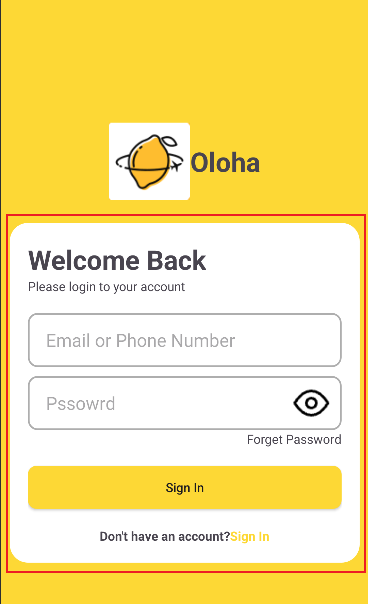 Oloha
Welcome Back
Please login to your account
Email or Phone Number
Pssowrd
Forget Password
Sign In
Don't have an account?Sign In